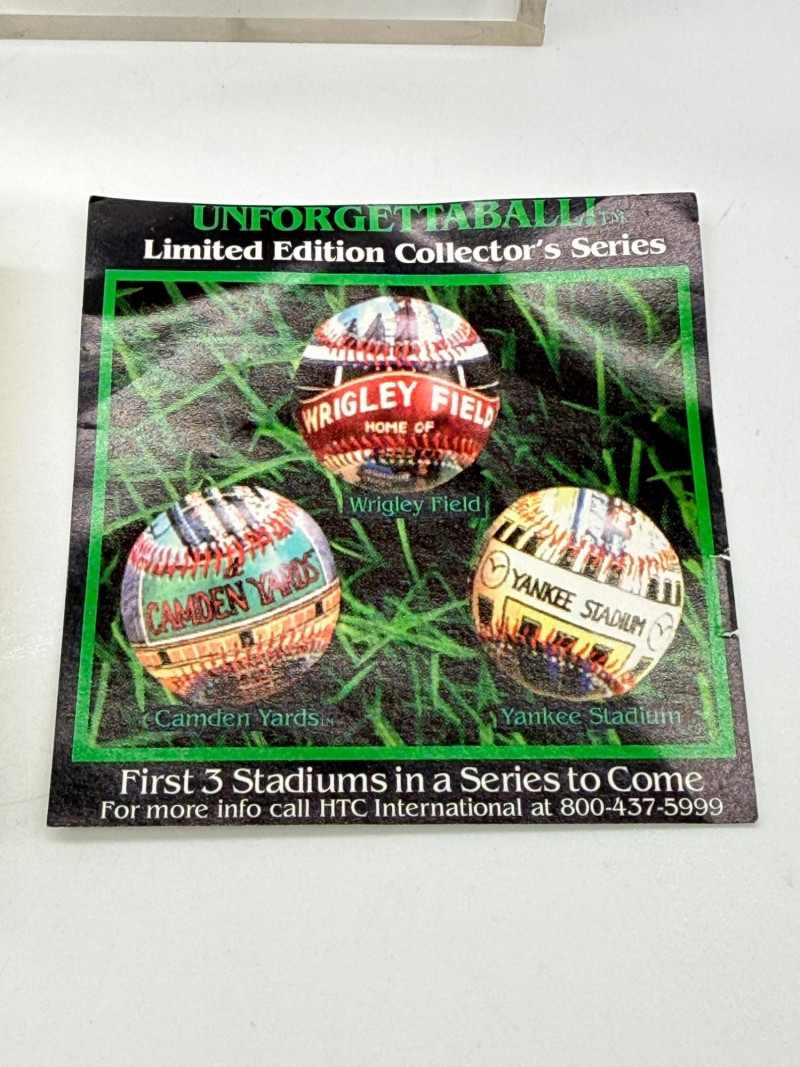 UNFORGETTABALL!™
Limited Edition Collector's Series
WRIGLEY FIELD
HOME OF
Wrigley Field
CAMDEN YARDS
YANKEE STADIUM
Camden Yards™
Yankee Stadium
First 3 Stadiums in a Series to Come
For more info call HTC International at 800-437-5999